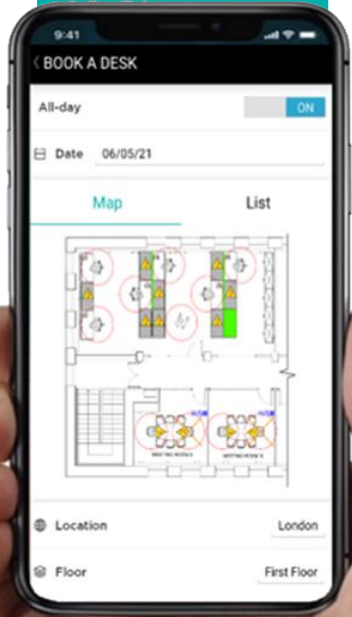 9:41
BOOK A DESK
All-day
ON
Date 06/05/21
Map List
Location London
Floor First Floor